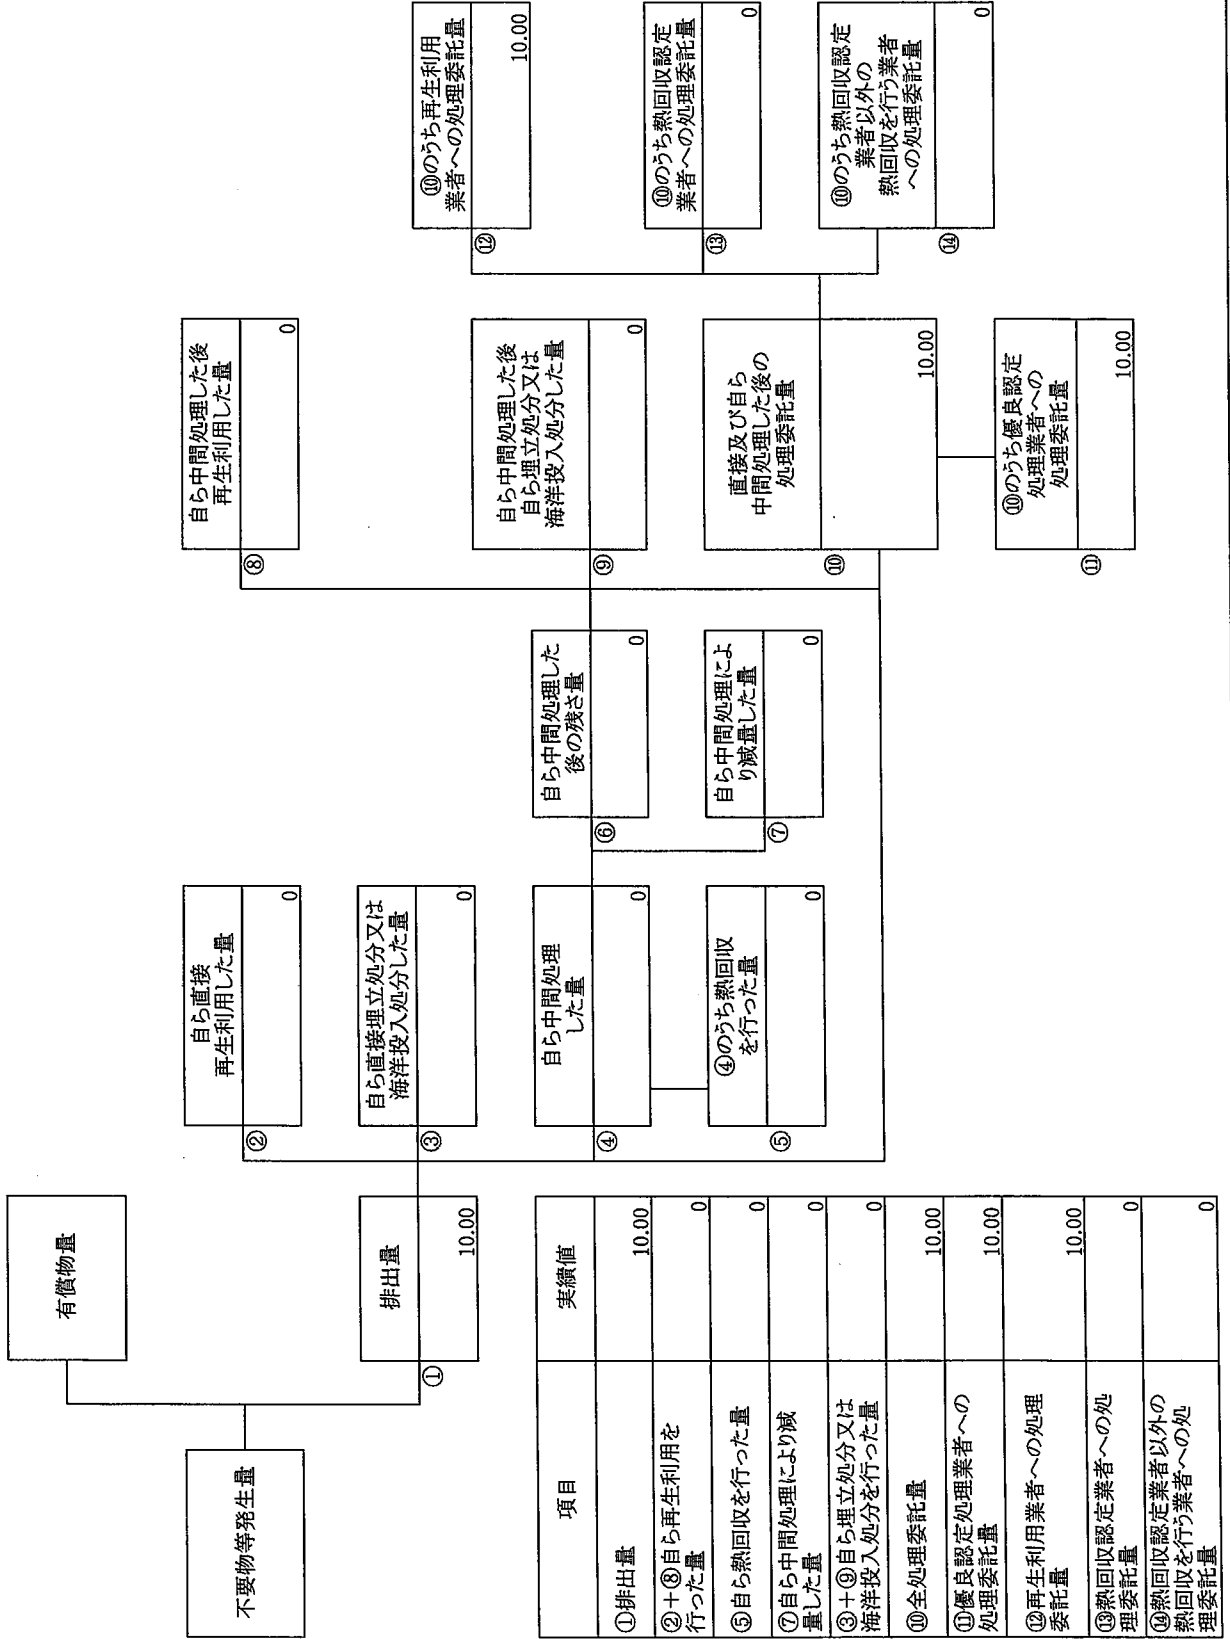 有償物量
不要物等発生量
排出量
①
10.00
自ら直接
再生利用した量
②
0
自ら直接埋立処分又は
海洋投入処分した量
③
0
自ら中間処理
した量
④
0
④のうち熱回収
を行った量
⑤
0
自ら中間処理した
後の残さ量
⑥
0
自ら中間処理によ
り減量した量
⑦
0
自ら中間処理した後
再生利用した量
⑧
0
自ら中間処理した後
自ら埋立処分又は
海洋投入処分した量
⑨
0
直接及び自ら
中間処理した後の
処理委託量
⑩
10.00
⑩のうち優良認定
処理業者への
処理委託量
⑪
10.00
⑩のうち再生利用
業者への処理委託量
⑫
10.00
⑩のうち熱回収認定
業者への処理委託量
⑬
0
⑩のうち熱回収認定
業者以外の
熱回収を行う業者
への処理委託量
⑭
0
項目 実績値
①排出量 10.00
②+⑧自ら再生利用を
行った量 0
⑤自ら熱回収を行った量 0
⑦自ら中間処理により減
量した量 0
③+⑨自ら埋立処分又は
海洋投入処分を行った量 0
⑩全処理委託量 10.00
⑪優良認定処理業者への
処理委託量 10.00
⑫再生利用業者への処理
委託量 10.00
⑬熱回収認定業者への処
理委託量 0
⑭熱回収認定業者以外の
熱回収を行う業者への処
理委託量 0